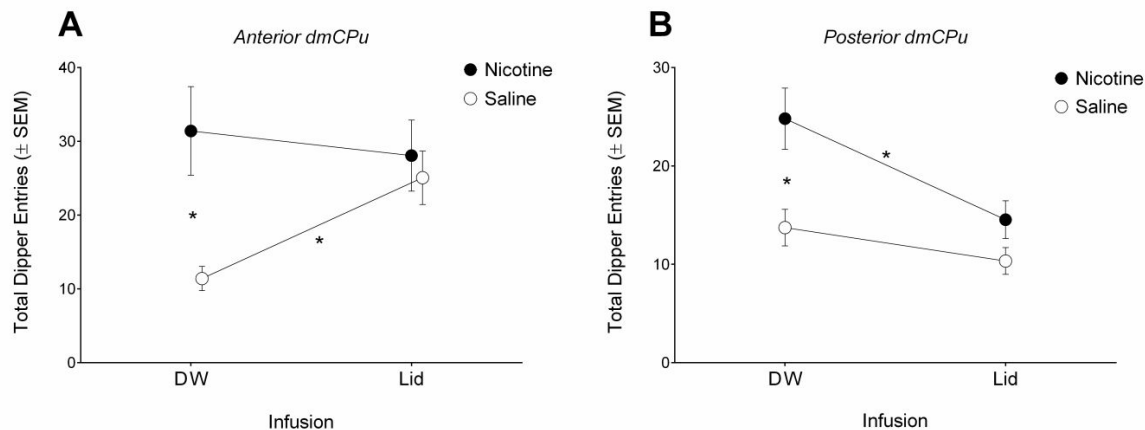 A
Anterior dmCPu
Total Dipper Entries (± SEM)
40
30
20
10
0
Nicotine
Saline
*
*
DW
Lid
Infusion
B
Posterior dmCPu
Total Dipper Entries (± SEM)
30
20
10
0
Nicotine
Saline
*
*
DW
Lid
Infusion